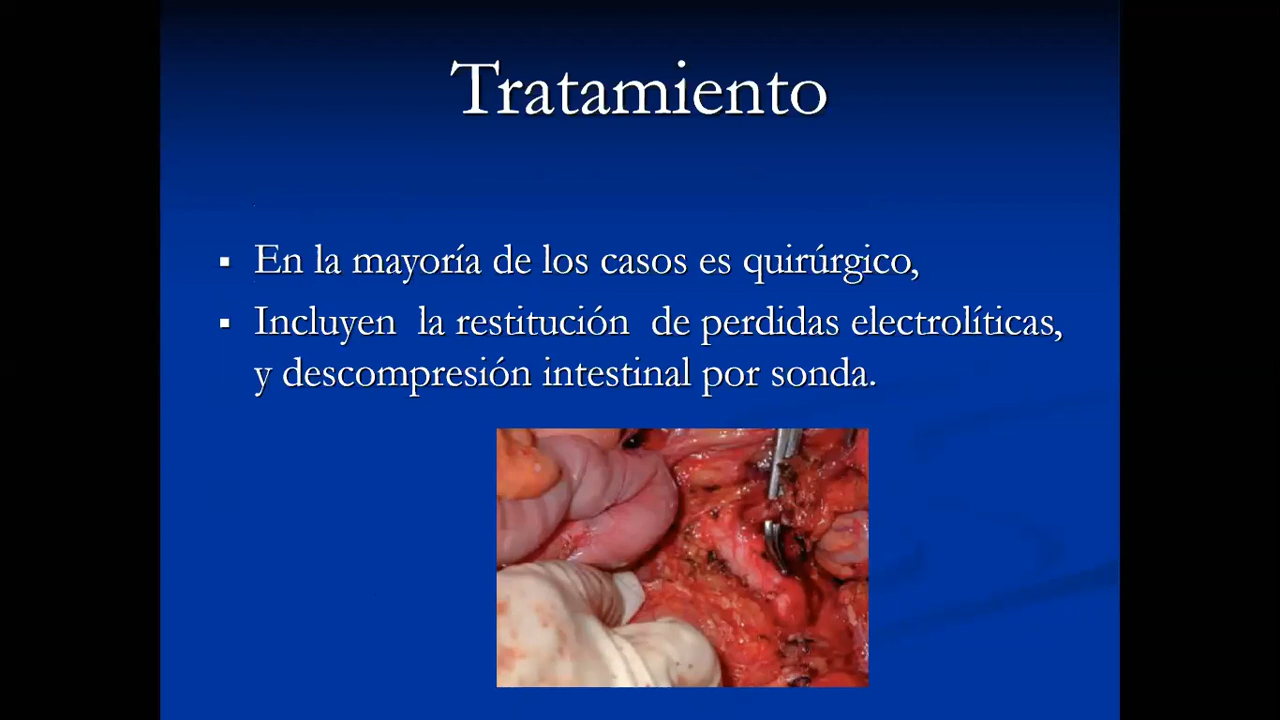 Tratamiento
▪ En la mayoría de los casos es quirúrgico,
▪ Incluyen la restitución de perdidas electrolíticas,
y descompresión intestinal por sonda.